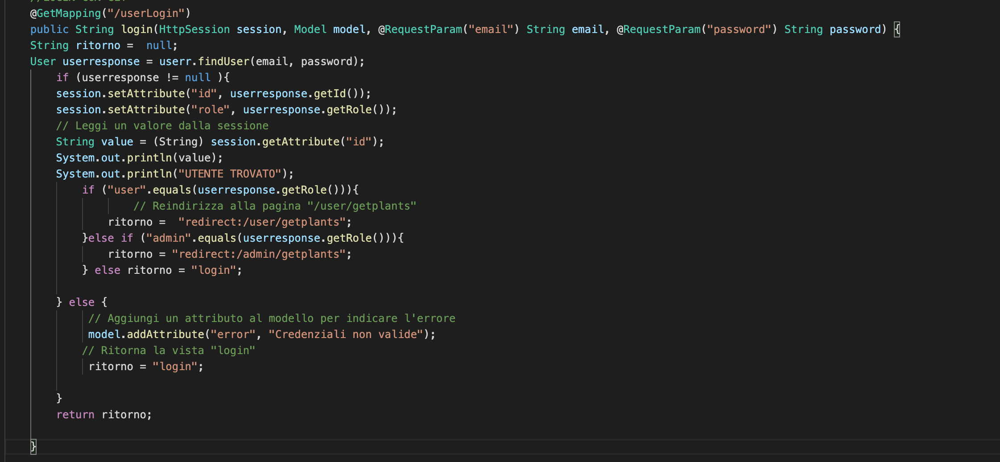 //LOGIN CON GET
@GetMapping("/userLogin")
public String login(HttpSession session, Model model, @RequestParam("email") String email, @RequestParam("password") String password) {
String ritorno =  null;
User userresponse = userr.findUser(email, password);
if (userresponse != null ){
session.setAttribute("id", userresponse.getId());
session.setAttribute("role", userresponse.getRole());
// Leggi un valore dalla sessione
String value = (String) session.getAttribute("id");
System.out.println(value);
System.out.println("UTENTE TROVATO");
if ("user".equals(userresponse.getRole())){
// Reindirizza alla pagina "/user/getplants"
ritorno =  "redirect:/user/getplants";
}else if ("admin".equals(userresponse.getRole())){
ritorno = "redirect:/admin/getplants";
} else ritorno = "login";
} else {
// Aggiungi un attributo al modello per indicare l'errore
model.addAttribute("error", "Credenziali non valide");
// Ritorna la vista "login"
ritorno = "login";
}
return ritorno;
}